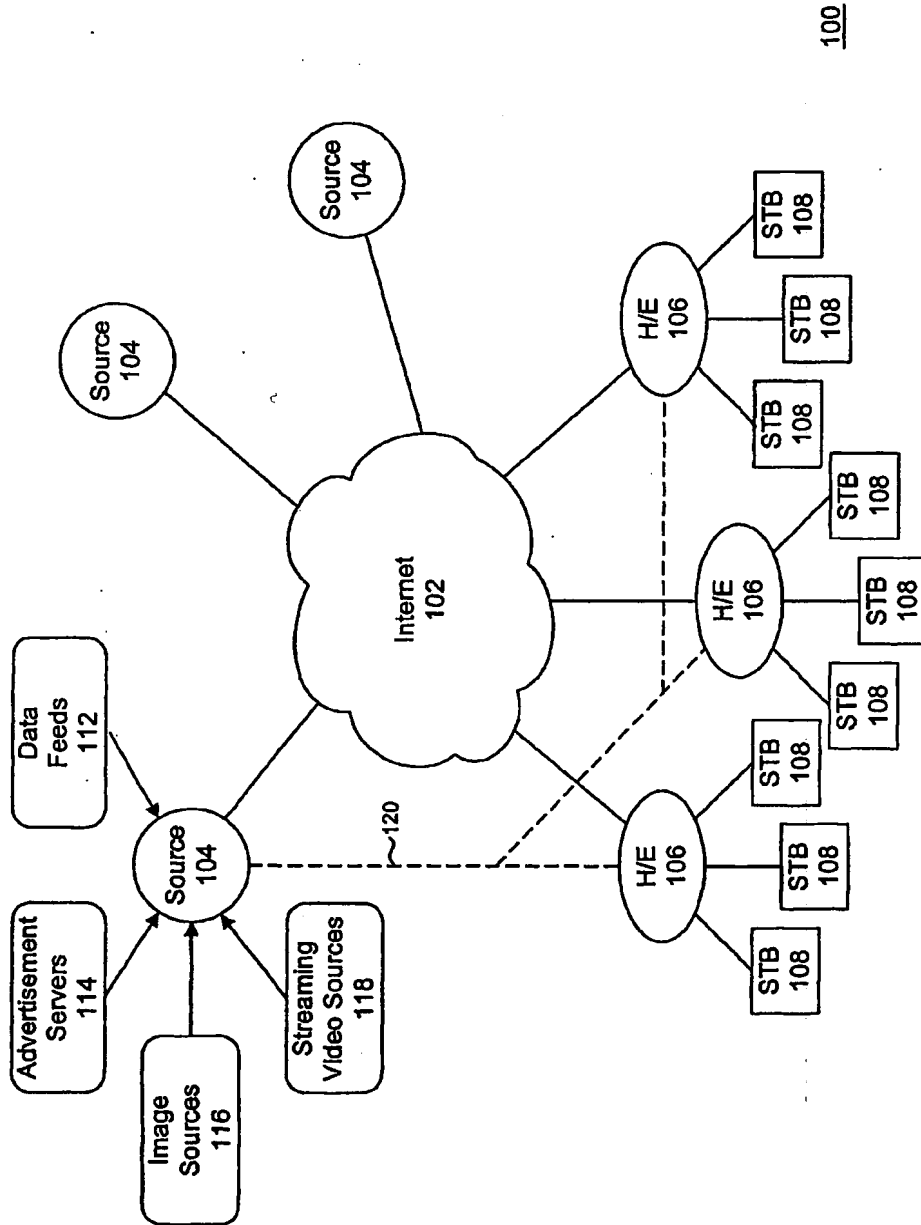 Data
Feeds
112
Advertisement
Servers
114
Image
Sources
116
Streaming
Video Sources
118
Source
104
Source
104
Source
104
120
Internet
102
H/E
106
H/E
106
H/E
106
STB
108
STB
108
STB
108
STB
108
STB
108
STB
108
STB
108
STB
108
STB
108
100